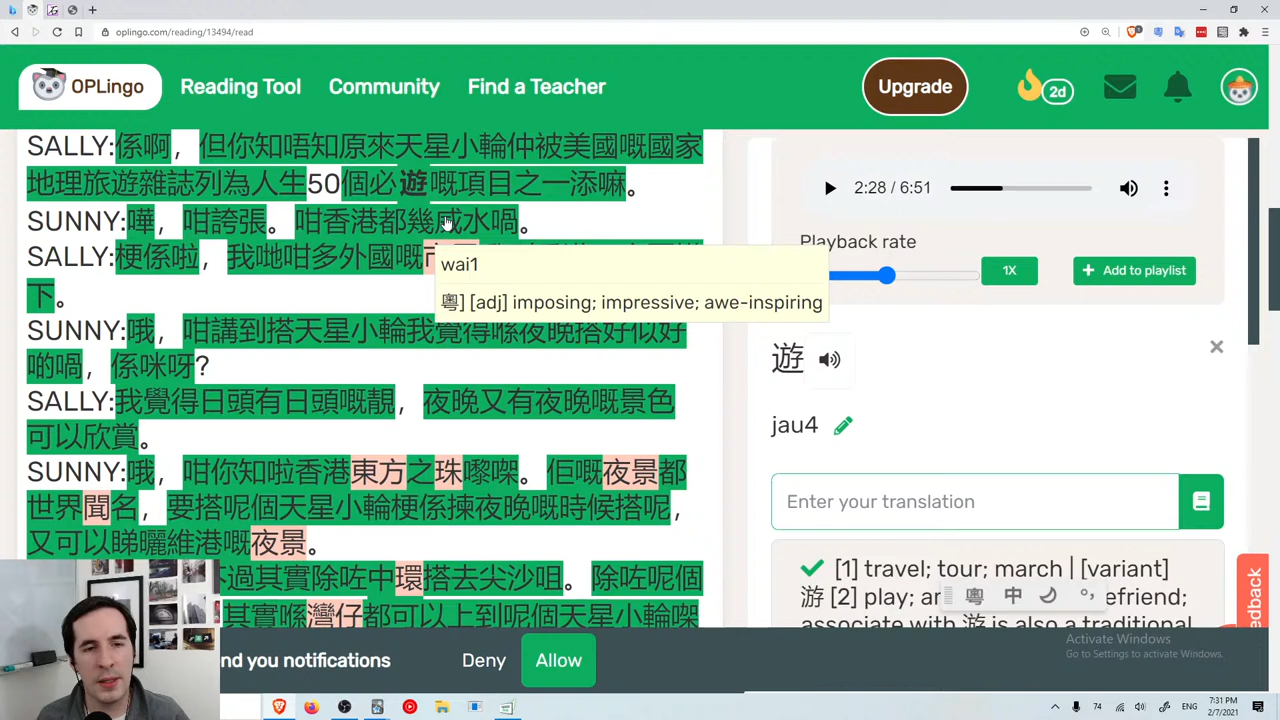 oplingo.com/reading/13494/read
OPLingo
Reading Tool
Community
Find a Teacher
Upgrade
2d
SALLY:係啊，但你知唔知原來天星小輪仲被美國嘅國家
地理旅遊雜誌列為人生50個必遊嘅項目之一添嘛。
SUNNY:嘩，咁誇張。咁香港都幾威水喎。
SALLY:梗係啦，我哋咁多外國嘅
下。
wai1
粵] [adj] imposing; impressive; awe-inspiring
SUNNY:哦，咁講到搭天星小輪我覺得喺夜晚搭好似好
啲喎，係咪呀?
SALLY:我覺得日頭有日頭嘅靚，夜晚又有夜晚嘅景色
可以欣賞。
SUNNY:哦，咁你知啦香港東方之珠嚟㗎。佢嘅夜景都
世界聞名，要搭呢個天星小輪梗係揀夜晚嘅時候搭呢，
又可以睇曬維港嘅夜景。
過其實除咗中環搭去尖沙咀。除咗呢個
其實喺灣仔都可以上到呢個天星小輪㗎
2:28 / 6:51
Playback rate
1X
Add to playlist
遊
jau4
Enter your translation
[1] travel; tour; march | [variant]
游 [2] play; a
efriend;
associate with 遊 is also a traditional
粵 中
Activate Windows
Go to Settings to activate Windows.
edback
nd you notifications
Deny
Allow
74
ENG
7:31 PM
2/7/2021